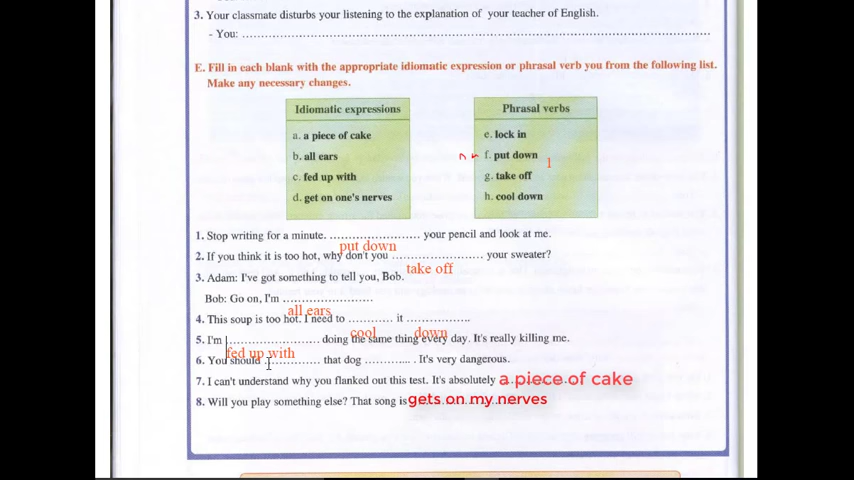 3. Your classmate disturbs your listening to the explanation of your teacher of English.
- You: ........................................................................
E. Fill in each blank with the appropriate idiomatic expression or phrasal verb you from the following list.
Make any necessary changes.
Idiomatic expressions
a. a piece of cake
b. all ears
c. fed up with
d. get on one's nerves
Phrasal verbs
e. lock in
f. put down
g. take off
h. cool down
1. Stop writing for a minute. ........................ your pencil and look at me.
put down
2. If you think it is too hot, why don't you ........................ your sweater?
take off
3. Adam: I've got something to tell you, Bob.
Bob: Go on, I'm ........................
all ears
4. This soup is too hot. I need to ............ it .................
cool down
5. I'm ........................ doing the same thing every day. It's really killing me.
fed up with
6. You should ................ that dog ............. . It's very dangerous.
7. I can't understand why you flanked out this test. It's absolutely a piece of cake
8. Will you play something else? That song is gets on my nerves